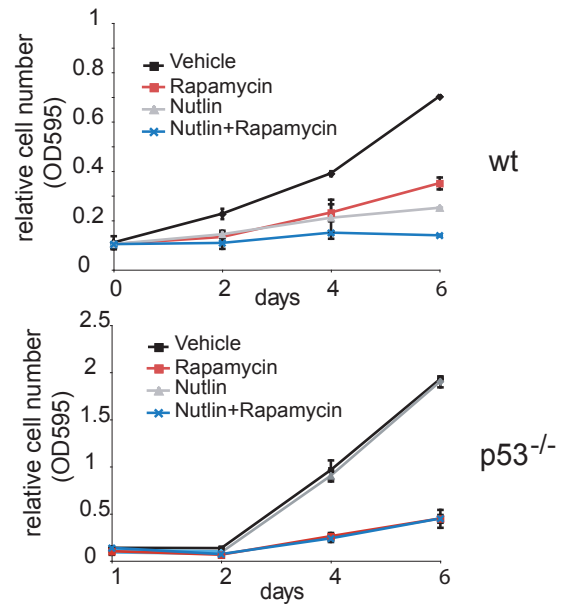 relative cell number
(OD595)
1
0.8
0.6
0.4
0.2
0
Vehicle
Rapamycin
Nutlin
Nutlin+Rapamycin
0
2
4
6
days
wt
relative cell number
(OD595)
2.5
2
1.5
1
0.5
0
Vehicle
Rapamycin
Nutlin
Nutlin+Rapamycin
1
2
4
6
days
p53-/-